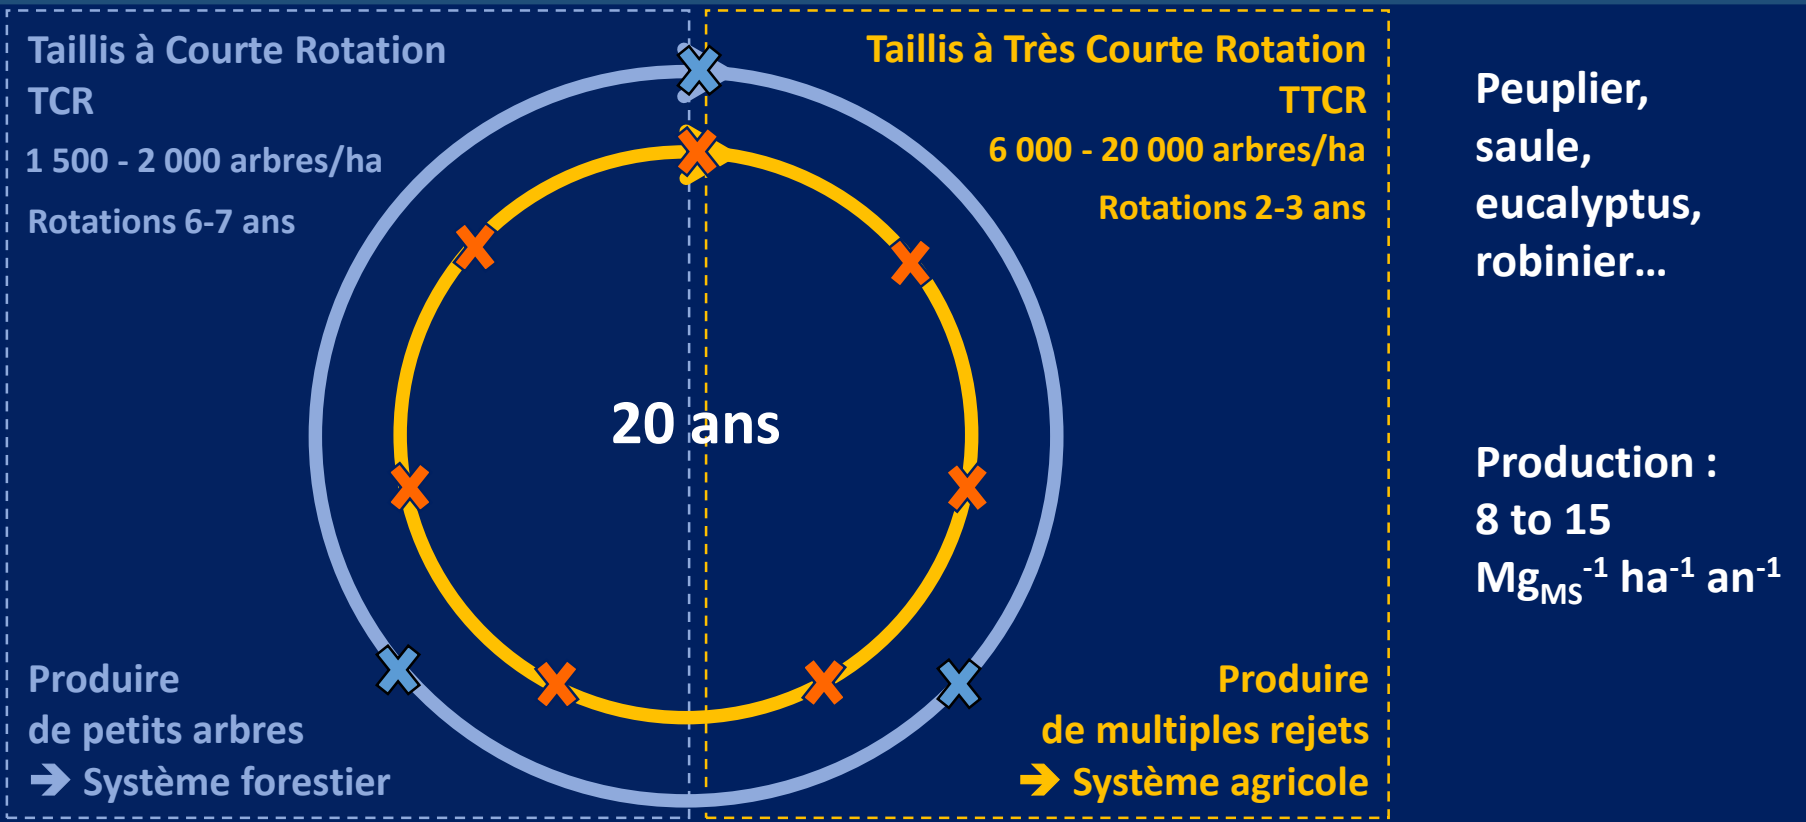 Taillis à Courte Rotation
TCR
1 500 - 2 000 arbres/ha
Rotations 6-7 ans
Taillis à Très Courte Rotation
TTCR
6 000 - 20 000 arbres/ha
Rotations 2-3 ans
20 ans
Produire
de petits arbres
➔ Système forestier
Produire
de multiples rejets
➔ Système agricole
Peuplier,
saule,
eucalyptus,
robinier…
Production :
8 to 15
Mg_MS^-1 ha^-1 an^-1